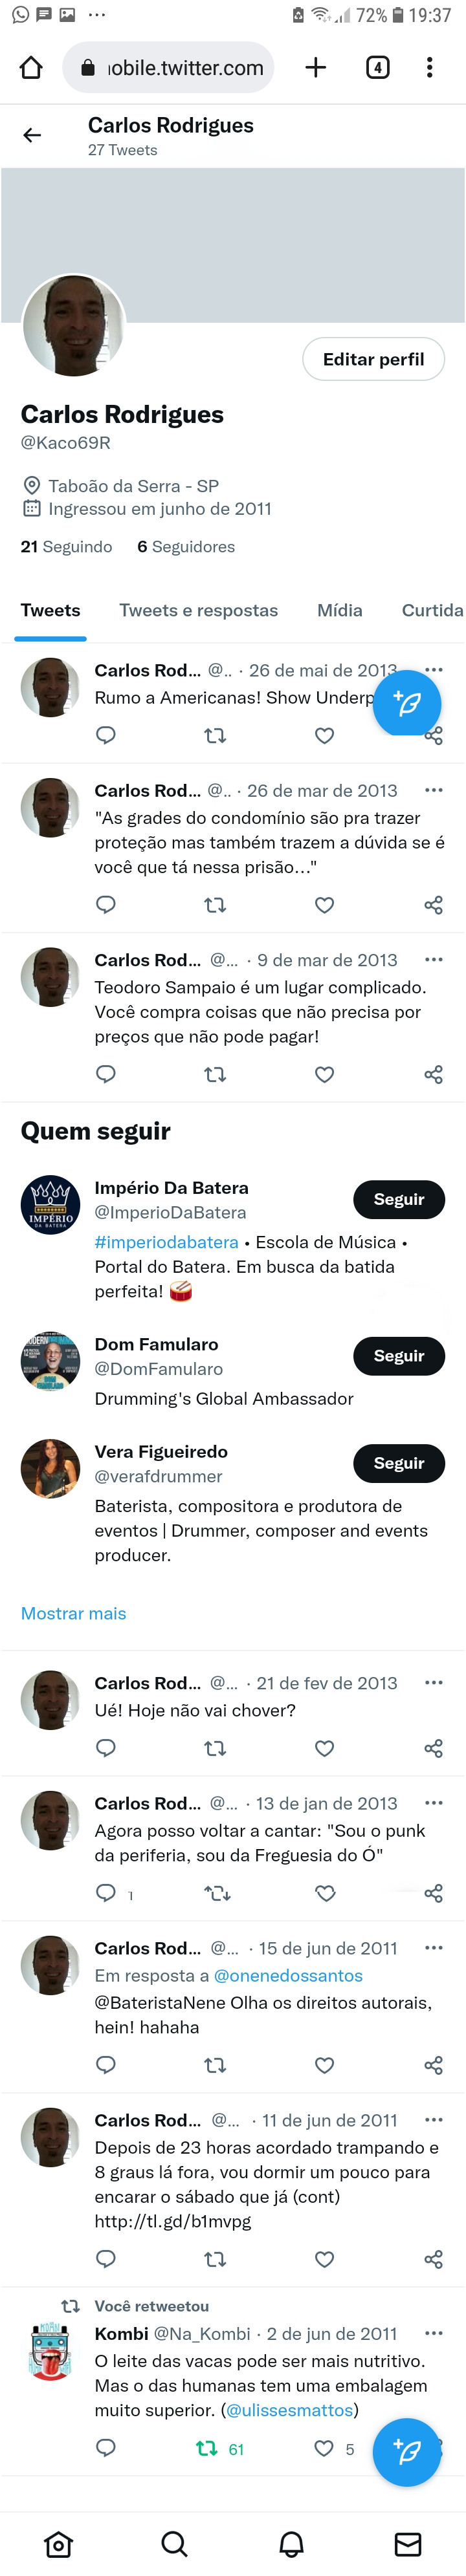 72% 19:37
nobile.twitter.com 4
Carlos Rodrigues
27 Tweets
Editar perfil
Carlos Rodrigues
@Kaco69R
Taboão da Serra - SP
Ingressou em junho de 2011
21 Seguindo 6 Seguidores
Tweets Tweets e respostas Mídia Curtida
Carlos Rod... @.. · 26 de mai de 2013
Rumo a Americanas! Show Underp
Carlos Rod... @.. · 26 de mar de 2013
"As grades do condomínio são pra trazer
proteção mas também trazem a dúvida se é
você que tá nessa prisão..."
Carlos Rod... @... · 9 de mar de 2013
Teodoro Sampaio é um lugar complicado.
Você compra coisas que não precisa por
preços que não pode pagar!
Quem seguir
IMPÉRIO
DA BATERA
Império Da Batera
@ImperioDaBatera
Seguir
#imperiodabatera • Escola de Música •
Portal do Batera. Em busca da batida
perfeita!
Dom Famularo
@DomFamularo
Seguir
Drumming's Global Ambassador
Vera Figueiredo
@verafdrummer
Seguir
Baterista, compositora e produtora de
eventos | Drummer, composer and events
producer.
Mostrar mais
Carlos Rod... @... · 21 de fev de 2013
Ué! Hoje não vai chover?
Carlos Rod... @... · 13 de jan de 2013
Agora posso voltar a cantar: "Sou o punk
da periferia, sou da Freguesia do Ó"
1
Carlos Rod... @... · 15 de jun de 2011
Em resposta a @onenedossantos
@BateristaNene Olha os direitos autorais,
hein! hahaha
Carlos Rod... @... · 11 de jun de 2011
Depois de 23 horas acordado trampando e
8 graus lá fora, vou dormir um pouco para
encarar o sábado que já (cont)
http://tl.gd/b1mvpg
Você retweetou
Kombi @Na_Kombi · 2 de jun de 2011
O leite das vacas pode ser mais nutritivo.
Mas o das humanas tem uma embalagem
muito superior. (@ulissesmattos)
61 5